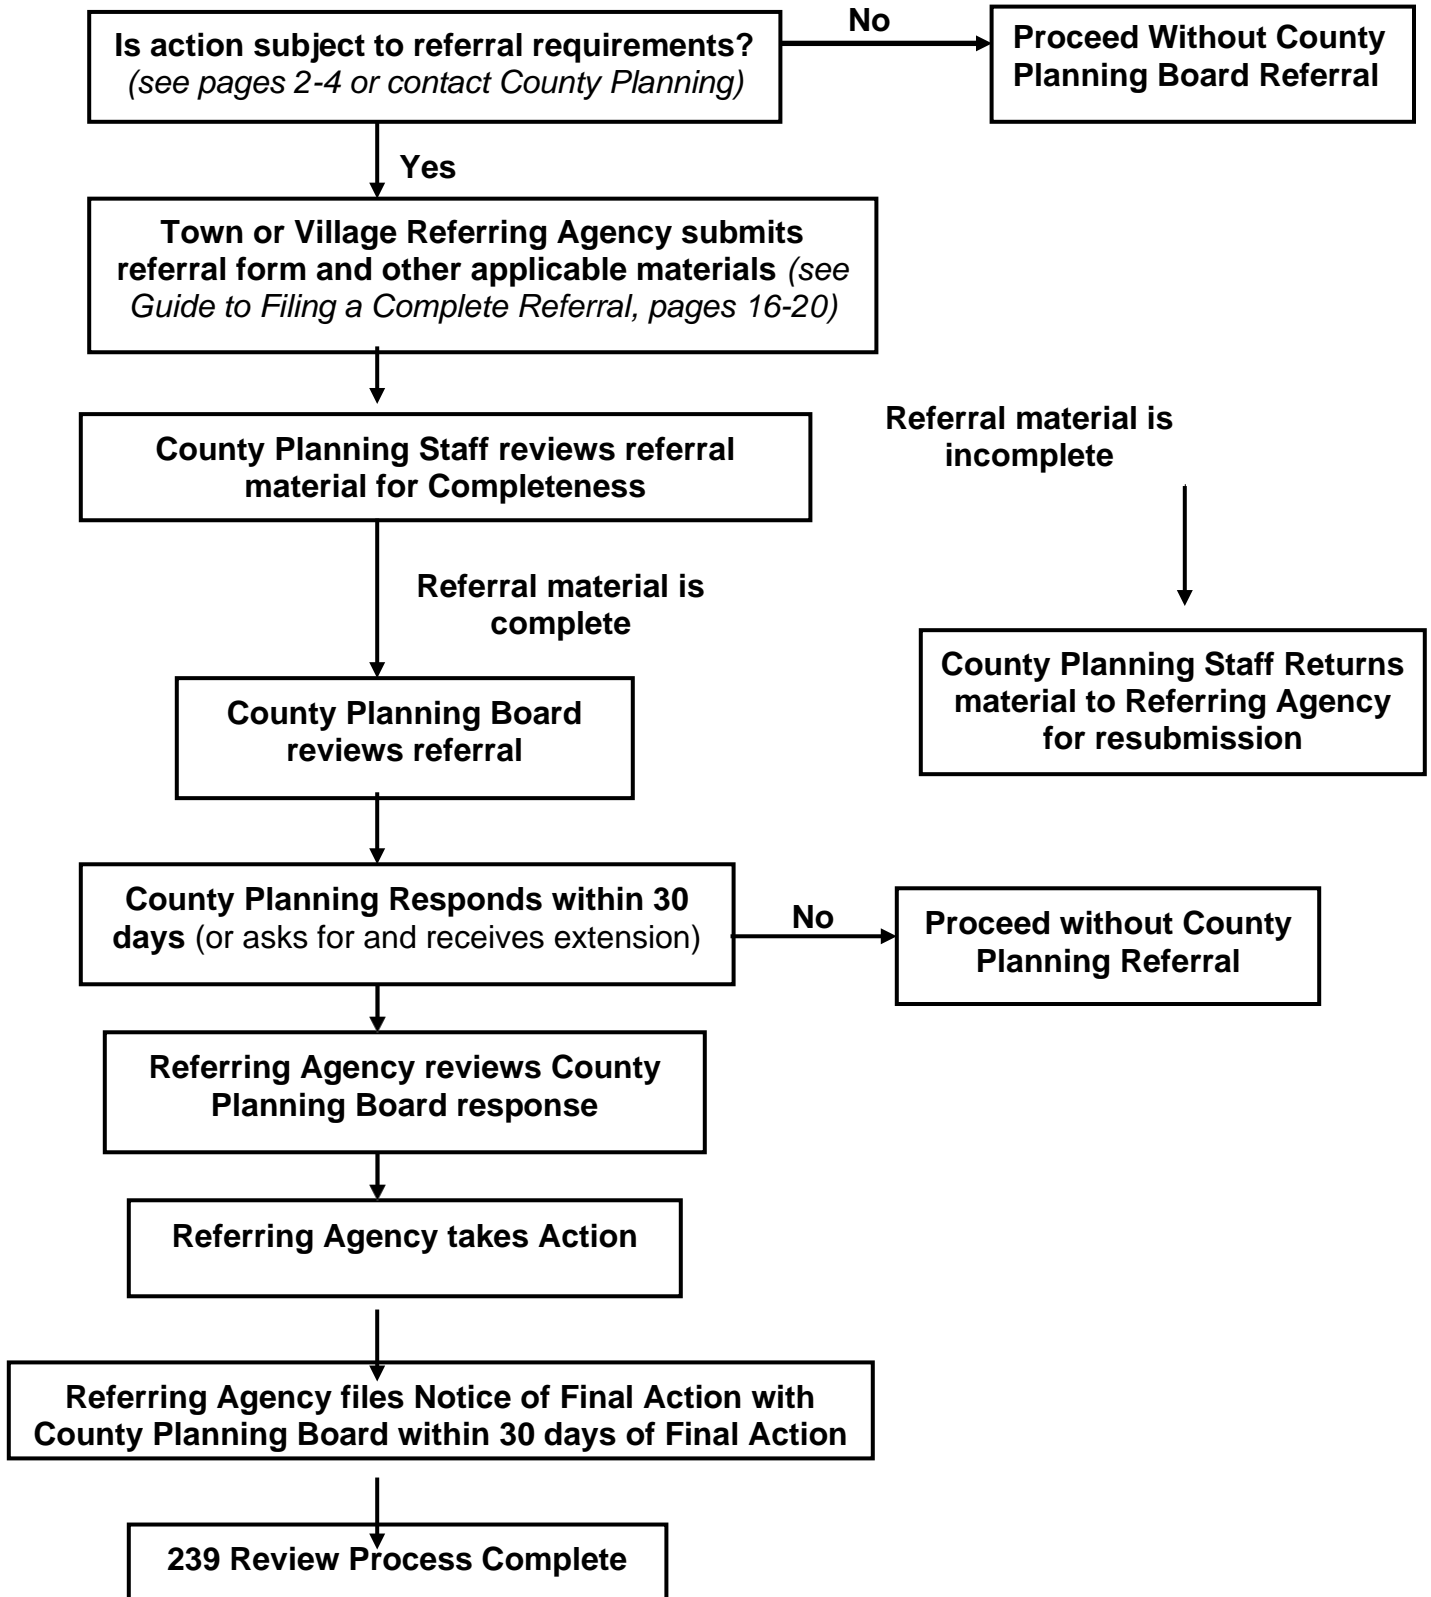 Is action subject to referral requirements?
(see pages 2-4 or contact County Planning)
No
Proceed Without County
Planning Board Referral
Yes
Town or Village Referring Agency submits
referral form and other applicable materials (see
Guide to Filing a Complete Referral, pages 16-20)
County Planning Staff reviews referral
material for Completeness
Referral material is
incomplete
Referral material is
complete
County Planning Staff Returns
material to Referring Agency
for resubmission
County Planning Board
reviews referral
County Planning Responds within 30
days (or asks for and receives extension)
No
Proceed without County
Planning Referral
Referring Agency reviews County
Planning Board response
Referring Agency takes Action
Referring Agency files Notice of Final Action with
County Planning Board within 30 days of Final Action
239 Review Process Complete